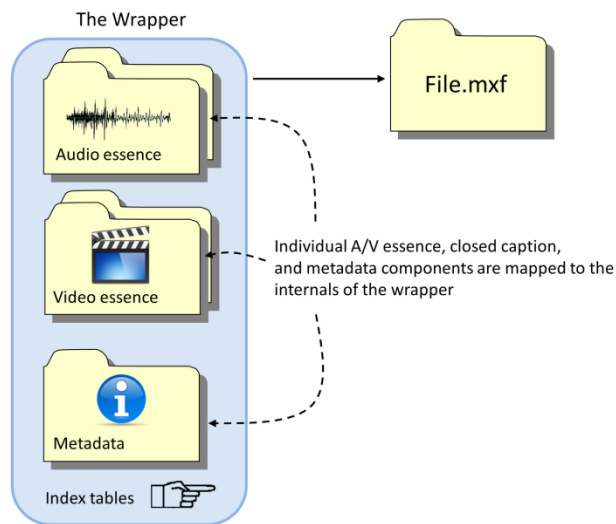 The Wrapper
Audio essence
Video essence
Metadata
Index tables
File.mxf
Individual A/V essence, closed caption,
and metadata components are mapped to the
internals of the wrapper